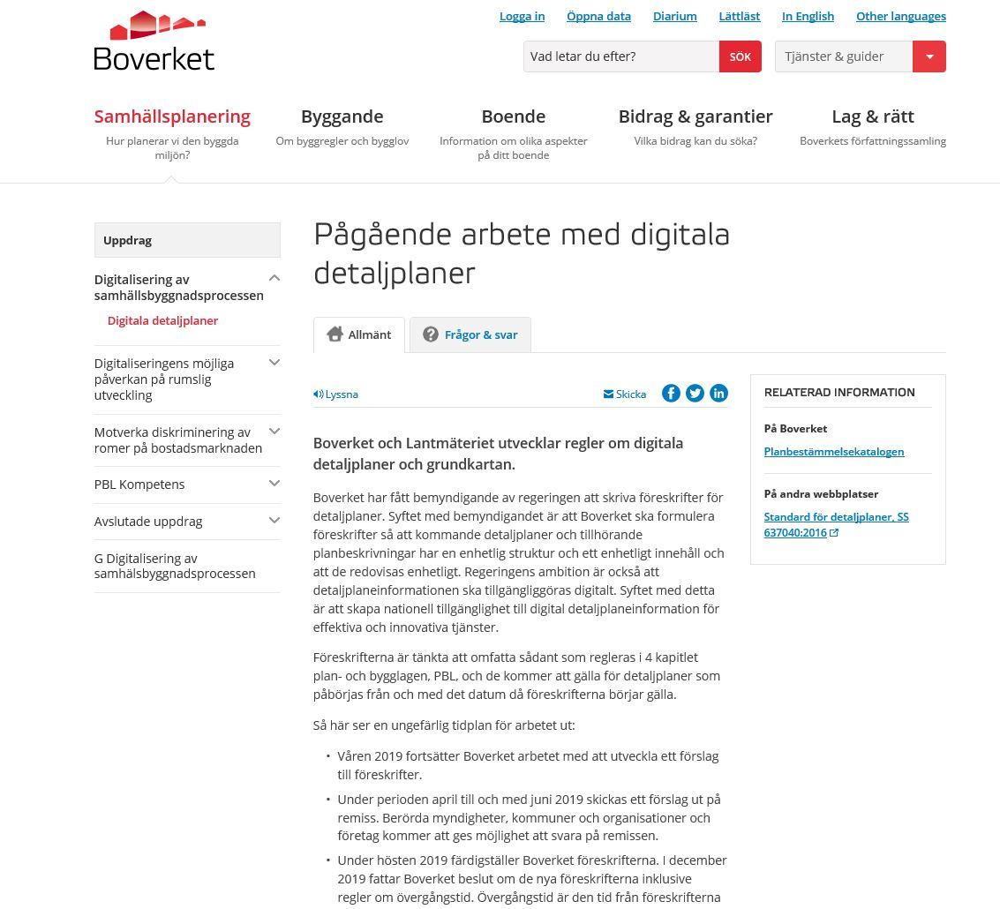 Logga in
Öppna data
Diarium
Lättläst
In English
Other languages
Boverket
Vad letar du efter?
SÖK
Tjänster & guider
Samhällsplanering
Hur planerar vi den byggda
miljön?
Byggande
Om byggregler och bygglov
Boende
Information om olika aspekter
på ditt boende
Bidrag & garantier
Vilka bidrag kan du söka?
Lag & rätt
Boverkets författningssamling
Uppdrag
Digitalisering av
samhällsbyggnadsprocessen
Digitala detaljplaner
Digitaliseringens möjliga
påverkan på rumslig
utveckling
Motverka diskriminering av
romer på bostadsmarknaden
PBL Kompetens
Avslutade uppdrag
G Digitalisering av
samhälsbyggnadsprocessen
Pågående arbete med digitala
detaljplaner
Allmänt
Frågor & svar
Lyssna
Skicka
Boverket och Lantmäteriet utvecklar regler om digitala
detaljplaner och grundkartan.
Boverket har fått bemyndigande av regeringen att skriva föreskrifter för
detaljplaner. Syftet med bemyndigandet är att Boverket ska formulera
föreskrifter så att kommande detaljplaner och tillhörande
planbeskrivningar har en enhetlig struktur och ett enhetligt innehåll och
att de redovisas enhetligt. Regeringens ambition är också att
detaljplaneinformationen ska tillgängliggöras digitalt. Syftet med detta
är att skapa nationell tillgänglighet till digital detaljplaneinformation för
effektiva och innovativa tjänster.
Föreskrifterna är tänkta att omfatta sådant som regleras i 4 kapitlet
plan- och bygglagen, PBL, och de kommer att gälla för detaljplaner som
påbörjas från och med det datum då föreskrifterna börjar gälla.
Så här ser en ungefärlig tidplan för arbetet ut:
• Våren 2019 fortsätter Boverket arbetet med att utveckla ett förslag
till föreskrifter.
• Under perioden april till och med juni 2019 skickas ett förslag ut på
remiss. Berörda myndigheter, kommuner och organisationer och
företag kommer att ges möjlighet att svara på remissen.
• Under hösten 2019 färdigställer Boverket föreskrifterna. I december
2019 fattar Boverket beslut om de nya föreskrifterna inklusive
regler om övergångstid. Övergångstid är den tid från föreskrifterna
RELATERAD INFORMATION
På Boverket
Planbestämmelsekatalogen
På andra webbplatser
Standard för detaljplaner, SS
637040:2016